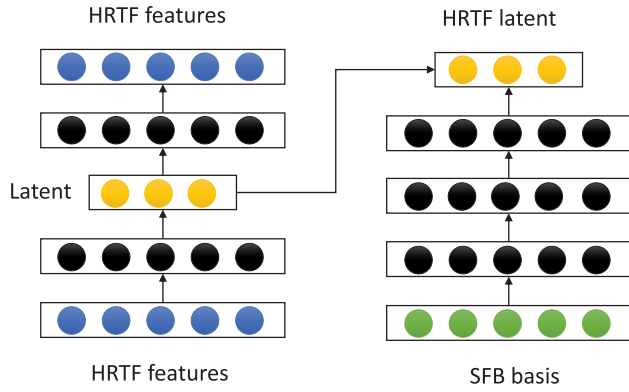 HRTF features
HRTF latent
Latent
HRTF features
SFB basis